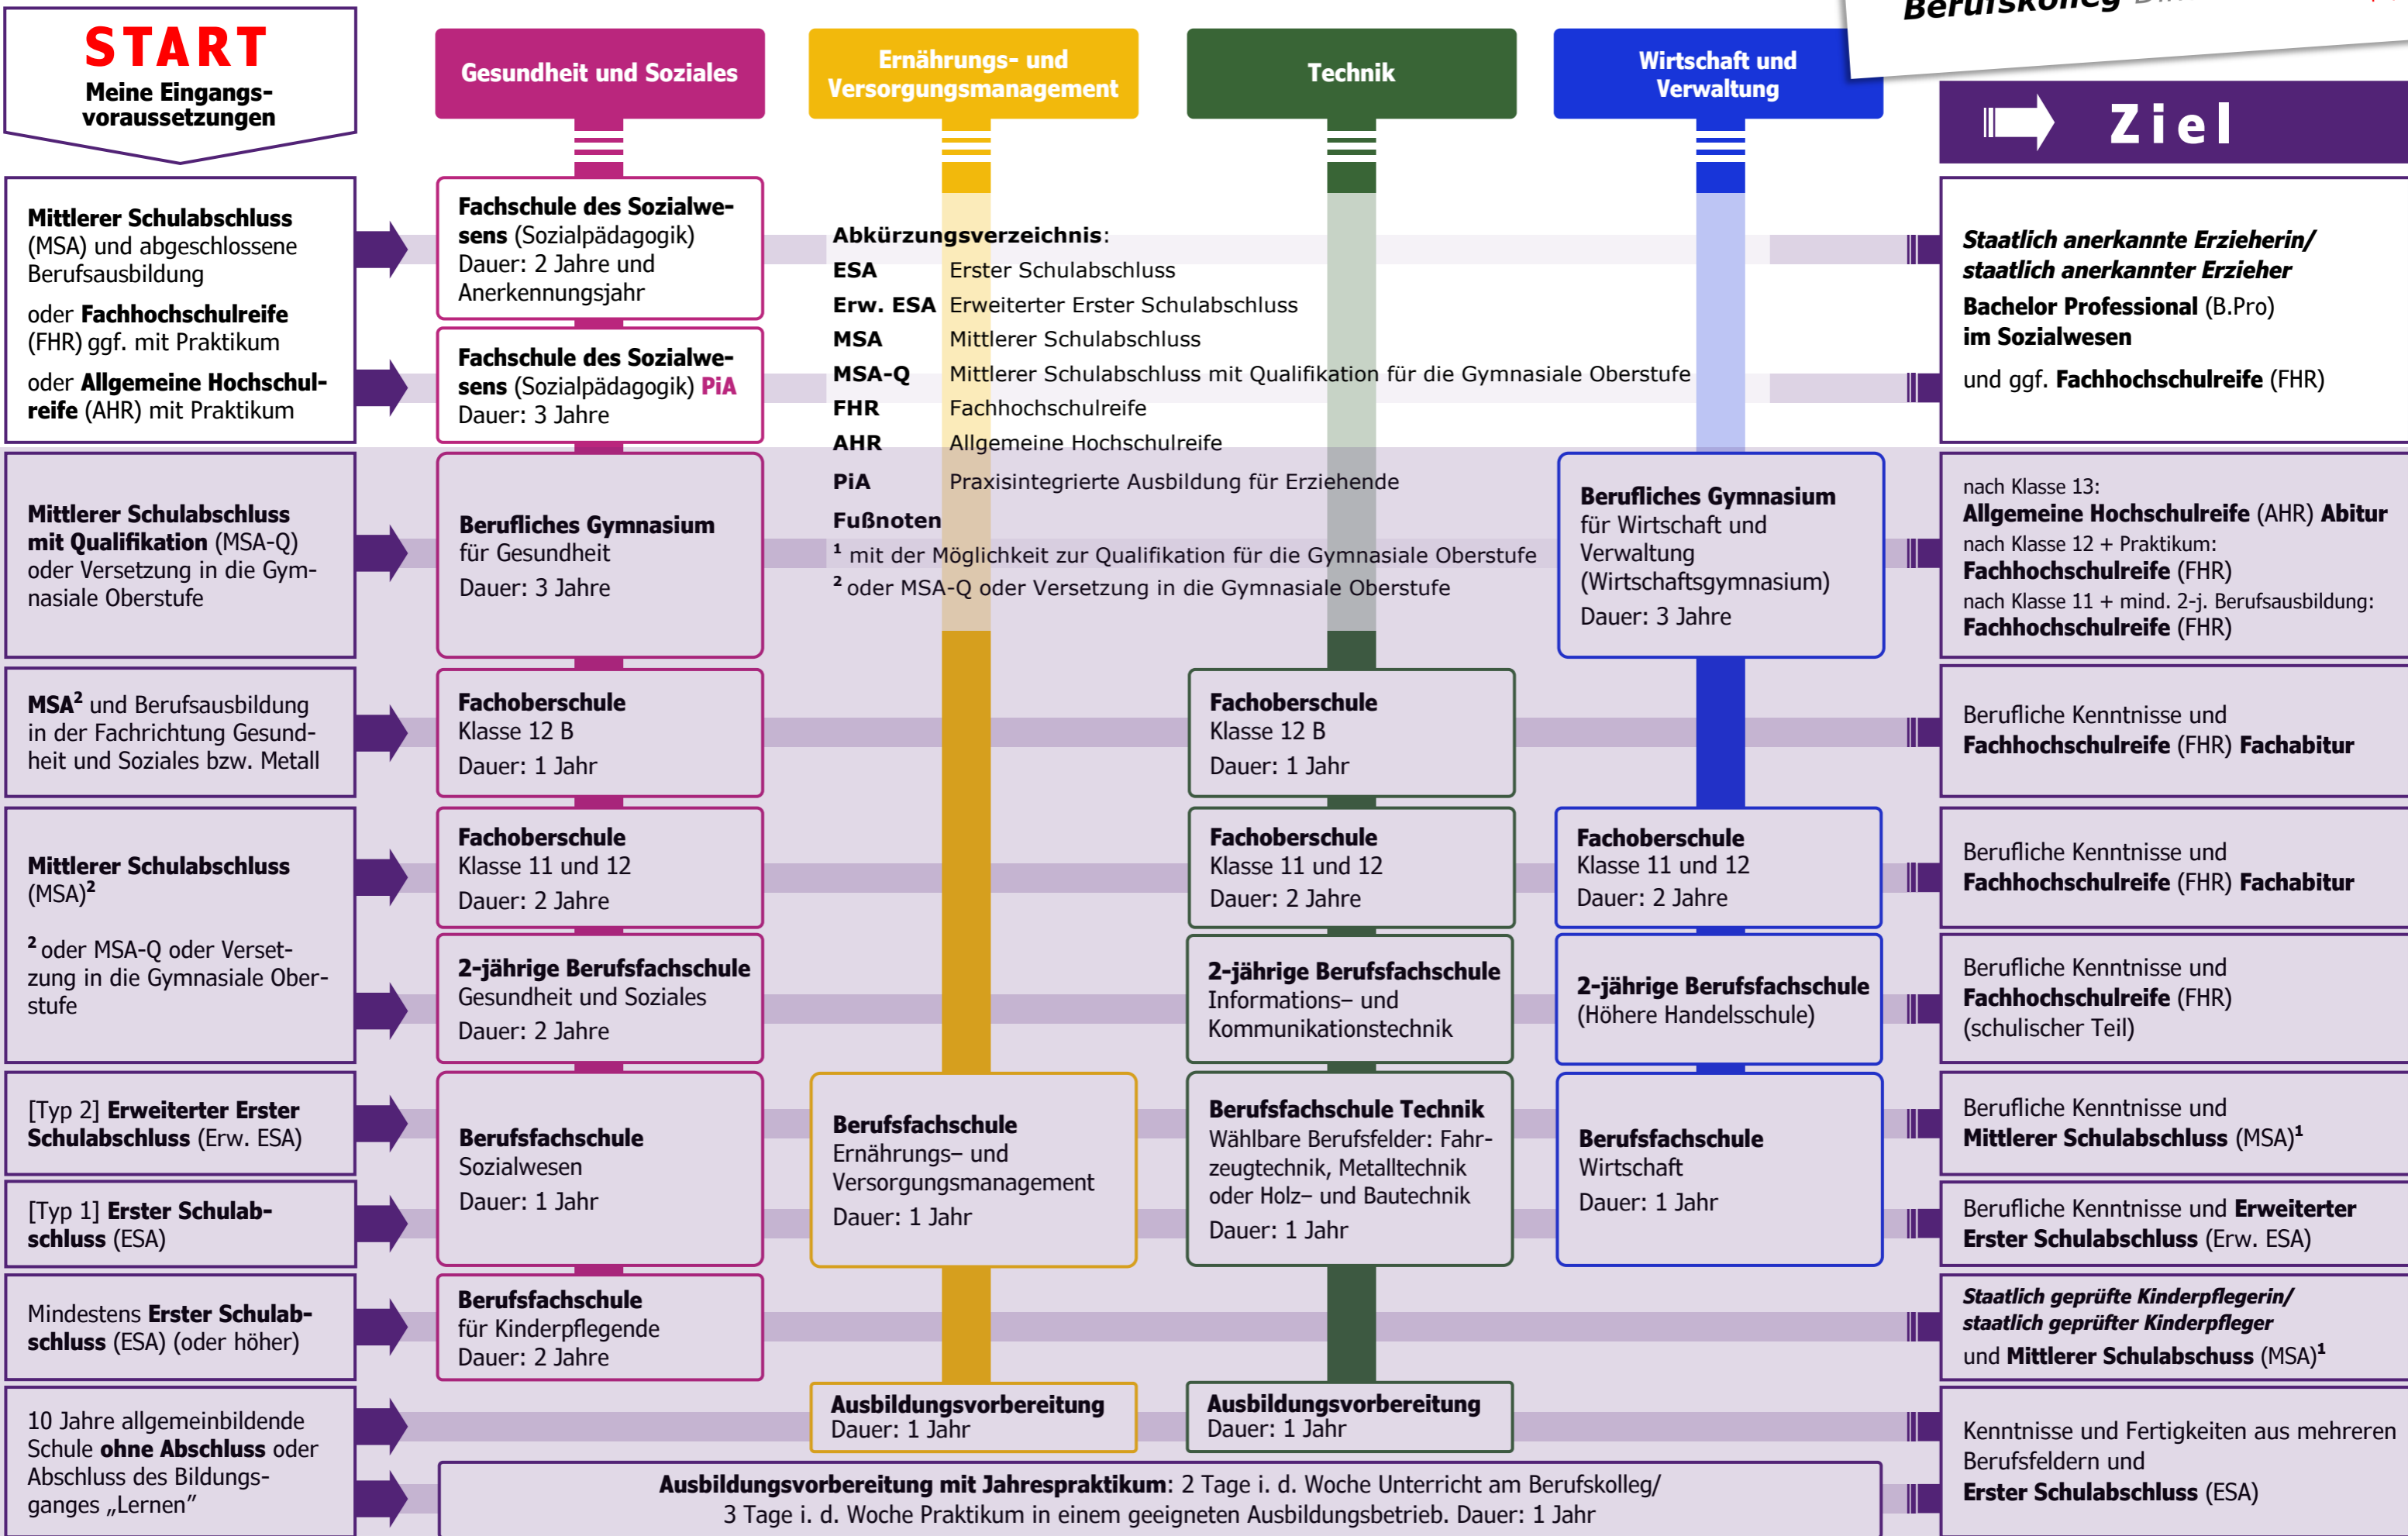 START
Meine Eingangs-
voraussetzungen
Gesundheit und Soziales
Ernährungs- und
Versorgungsmanagement
Technik
Wirtschaft und
Verwaltung
Berufskolleg
Ziel
Mittlerer Schulabschluss
(MSA) und abgeschlossene
Berufsausbildung
oder Fachhochschulreife
(FHR) ggf. mit Praktikum
oder Allgemeine Hochschul-
reife (AHR) mit Praktikum
Fachschule des Sozialwe-
sens (Sozialpädagogik)
Dauer: 2 Jahre und
Anerkennungsjahr
Fachschule des Sozialwe-
sens (Sozialpädagogik) PiA
Dauer: 3 Jahre
Abkürzungsverzeichnis:
ESA Erster Schulabschluss
Erw. ESA Erweiterter Erster Schulabschluss
MSA Mittlerer Schulabschluss
MSA-Q Mittlerer Schulabschluss mit Qualifikation für die Gymnasiale Oberstufe
FHR Fachhochschulreife
AHR Allgemeine Hochschulreife
PiA Praxisintegrierte Ausbildung für Erziehende
Fußnoten
¹ mit der Möglichkeit zur Qualifikation für die Gymnasiale Oberstufe
² oder MSA-Q oder Versetzung in die Gymnasiale Oberstufe
Staatlich anerkannte Erzieherin/
staatlich anerkannter Erzieher
Bachelor Professional (B.Pro)
im Sozialwesen
und ggf. Fachhochschulreife (FHR)
Mittlerer Schulabschluss
mit Qualifikation (MSA-Q)
oder Versetzung in die Gym-
nasiale Oberstufe
Berufliches Gymnasium
für Gesundheit
Dauer: 3 Jahre
Berufliches Gymnasium
für Wirtschaft und
Verwaltung
(Wirtschaftsgymnasium)
Dauer: 3 Jahre
nach Klasse 13:
Allgemeine Hochschulreife (AHR) Abitur
nach Klasse 12 + Praktikum:
Fachhochschulreife (FHR)
nach Klasse 11 + mind. 2-j. Berufsausbildung:
Fachhochschulreife (FHR)
MSA² und Berufsausbildung
in der Fachrichtung Gesund-
heit und Soziales bzw. Metall
Fachoberschule
Klasse 12 B
Dauer: 1 Jahr
Fachoberschule
Klasse 12 B
Dauer: 1 Jahr
Berufliche Kenntnisse und
Fachhochschulreife (FHR) Fachabitur
Mittlerer Schulabschluss
(MSA)²
² oder MSA-Q oder Verset-
zung in die Gymnasiale Ober-
stufe
Fachoberschule
Klasse 11 und 12
Dauer: 2 Jahre
Fachoberschule
Klasse 11 und 12
Dauer: 2 Jahre
Fachoberschule
Klasse 11 und 12
Dauer: 2 Jahre
Berufliche Kenntnisse und
Fachhochschulreife (FHR) Fachabitur
2-jährige Berufsfachschule
Gesundheit und Soziales
Dauer: 2 Jahre
2-jährige Berufsfachschule
Informations– und
Kommunikationstechnik
2-jährige Berufsfachschule
(Höhere Handelsschule)
Berufliche Kenntnisse und
Fachhochschulreife (FHR)
(schulischer Teil)
[Typ 2] Erweiterter Erster
Schulabschluss (Erw. ESA)
[Typ 1] Erster Schulab-
schluss (ESA)
Berufsfachschule
Sozialwesen
Dauer: 1 Jahr
Berufsfachschule
Ernährungs– und
Versorgungsmanagement
Dauer: 1 Jahr
Berufsfachschule Technik
Wählbare Berufsfelder: Fahr-
zeugtechnik, Metalltechnik
oder Holz– und Bautechnik
Dauer: 1 Jahr
Berufsfachschule
Wirtschaft
Dauer: 1 Jahr
Berufliche Kenntnisse und
Mittlerer Schulabschluss (MSA)¹
Berufliche Kenntnisse und Erweiterter
Erster Schulabschluss (Erw. ESA)
Mindestens Erster Schulab-
schluss (ESA) (oder höher)
Berufsfachschule
für Kinderpflegende
Dauer: 2 Jahre
Staatlich geprüfte Kinderpflegerin/
staatlich geprüfter Kinderpfleger
und Mittlerer Schulabschuss (MSA)¹
10 Jahre allgemeinbildende
Schule ohne Abschluss oder
Abschluss des Bildungs-
ganges „Lernen”
Ausbildungsvorbereitung
Dauer: 1 Jahr
Ausbildungsvorbereitung
Dauer: 1 Jahr
Ausbildungsvorbereitung mit Jahrespraktikum: 2 Tage i. d. Woche Unterricht am Berufskolleg/
3 Tage i. d. Woche Praktikum in einem geeigneten Ausbildungsbetrieb. Dauer: 1 Jahr
Kenntnisse und Fertigkeiten aus mehreren
Berufsfeldern und
Erster Schulabschluss (ESA)